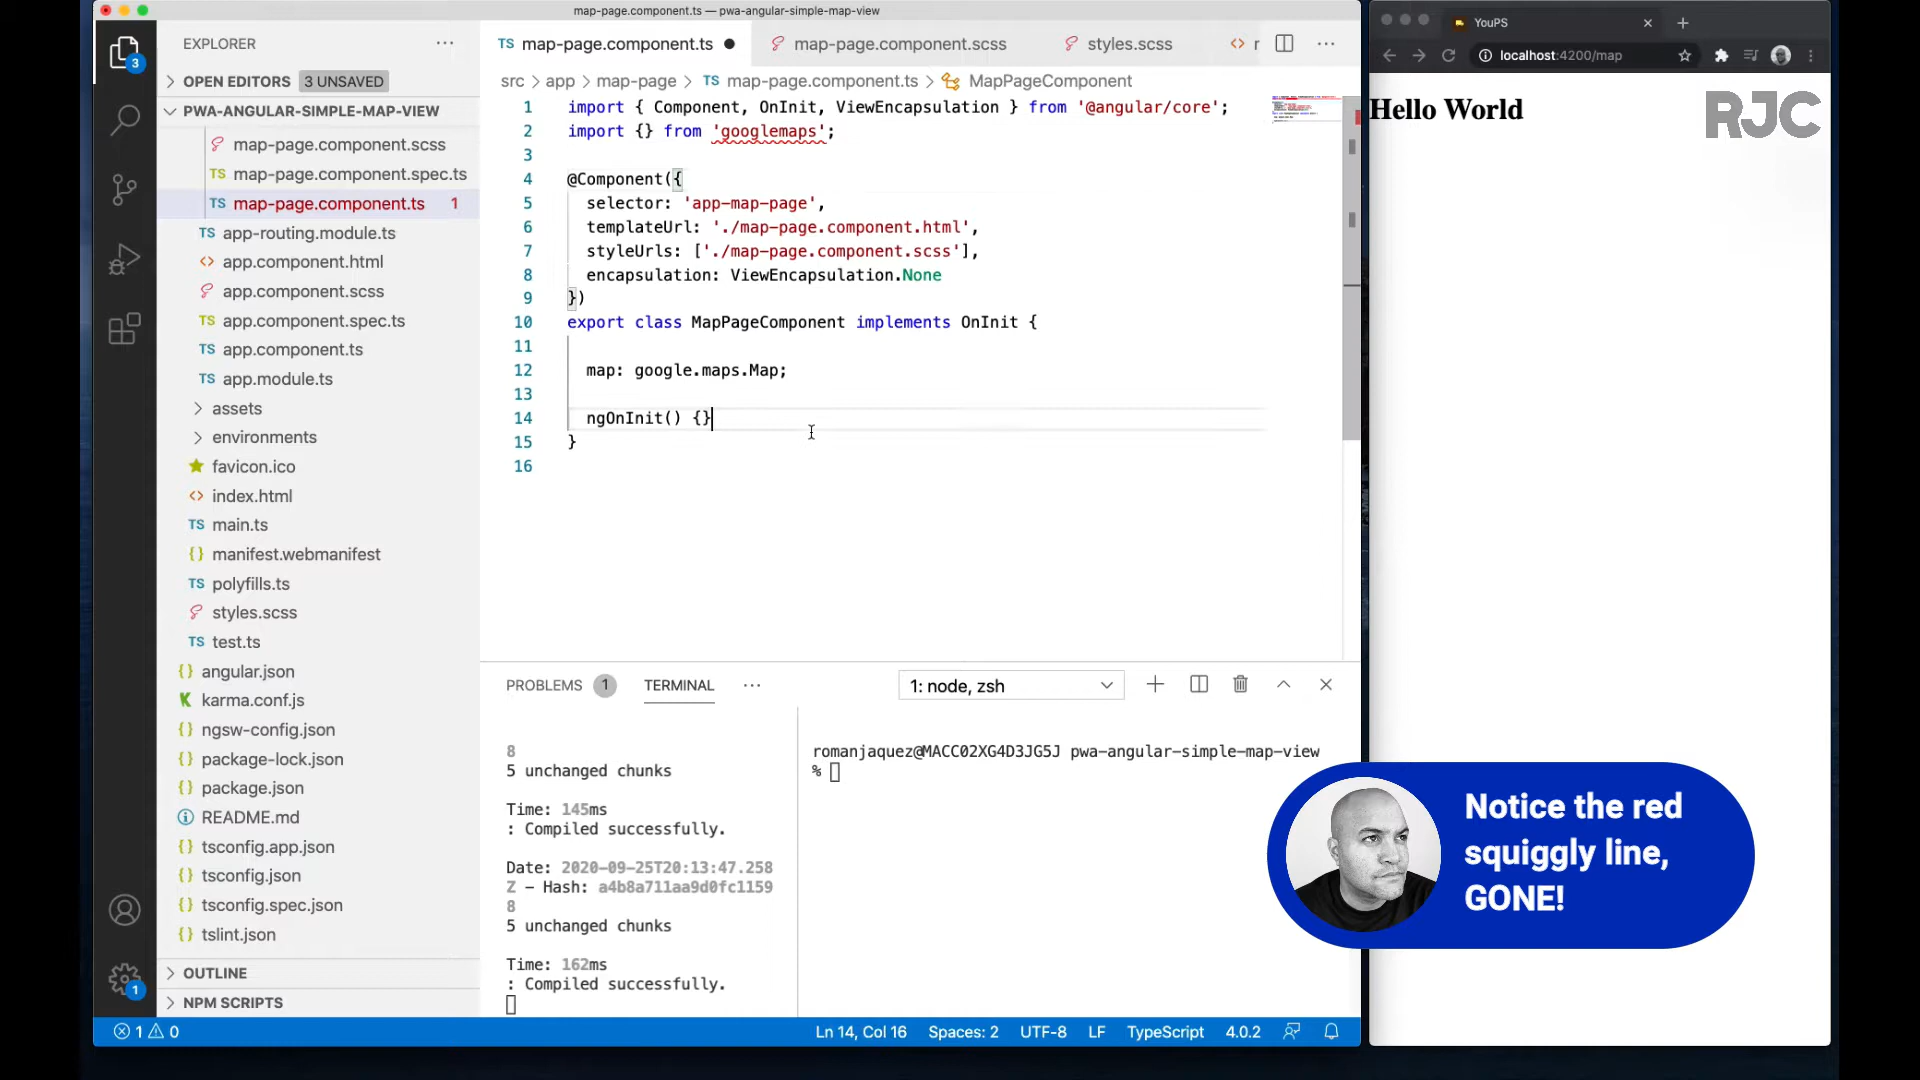 map-page.component.ts — pwa-angular-simple-map-view
EXPLORER
OPEN EDITORS 3 UNSAVED
PWA-ANGULAR-SIMPLE-MAP-VIEW
map-page.component.scss
map-page.component.spec.ts
TS map-page.component.ts 1
TS app-routing.module.ts
app.component.html
app.component.scss
TS app.component.spec.ts
TS app.component.ts
TS app.module.ts
assets
environments
favicon.ico
index.html
TS main.ts
manifest.webmanifest
TS polyfills.ts
styles.scss
TS test.ts
angular.json
karma.conf.js
ngsw-config.json
package-lock.json
package.json
README.md
tsconfig.app.json
tsconfig.json
tsconfig.spec.json
tslint.json
OUTLINE
NPM SCRIPTS
3
1
TS map-page.component.ts
map-page.component.scss
styles.scss
src > app > map-page > TS map-page.component.ts > MapPageComponent
1 import { Component, OnInit, ViewEncapsulation } from '@angular/core';
2 import {} from 'googlemaps';
3
4 @Component({
5 selector: 'app-map-page',
6 templateUrl: './map-page.component.html',
7 styleUrls: ['./map-page.component.scss'],
8 encapsulation: ViewEncapsulation.None
9 })
10 export class MapPageComponent implements OnInit {
11
12 map: google.maps.Map;
13
14 ngOnInit() {}
15 }
16
PROBLEMS 1 TERMINAL
1: node, zsh
8
5 unchanged chunks
Time: 145ms
: Compiled successfully.
Date: 2020-09-25T20:13:47.258
Z - Hash: a4b8a711aa9d0fc1159
8
5 unchanged chunks
Time: 162ms
: Compiled successfully.
romanjaquez@MACC02XG4D3JG5J pwa-angular-simple-map-view
%
1 0
Ln 14, Col 16 Spaces: 2 UTF-8 LF TypeScript 4.0.2
YouPS
localhost:4200/map
Hello World
RJC
Notice the red
squiggly line,
GONE!